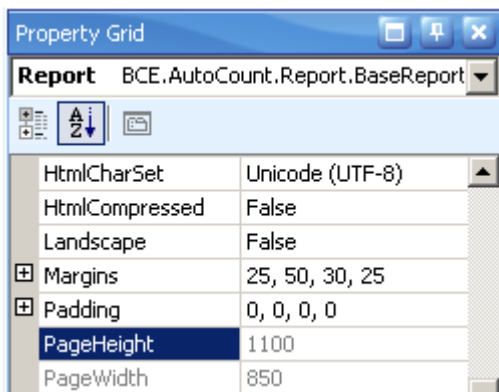 Property Grid
Report BCE.AutoCount.Report.BaseReport
A Z
HtmlCharSet Unicode (UTF-8)
HtmlCompressed False
Landscape False
Margins 25, 50, 30, 25
Padding 0, 0, 0, 0
PageHeight 1100
PageWidth 850